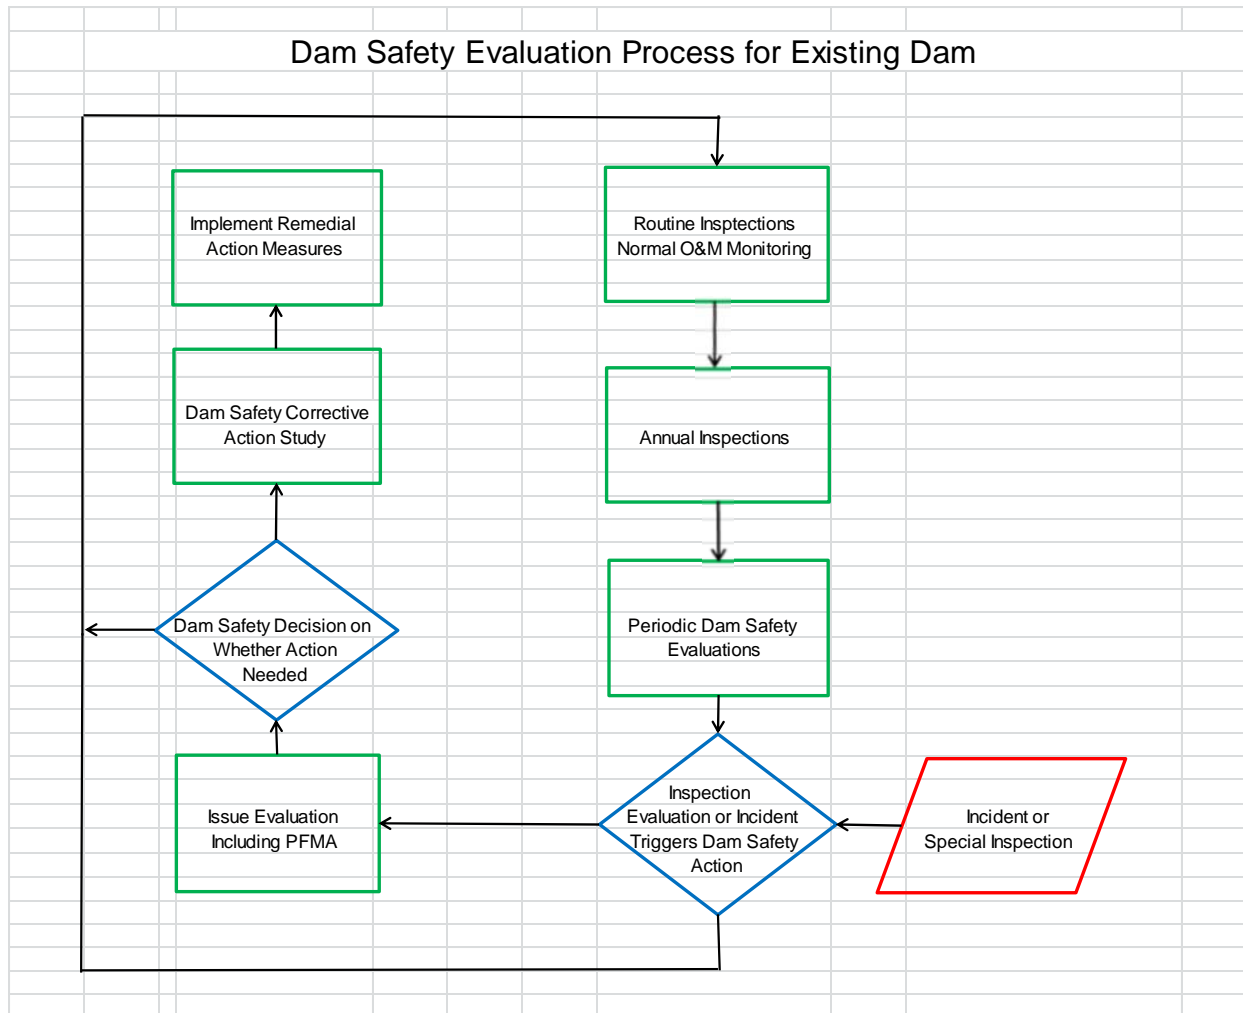 Dam Safety Evaluation Process for Existing Dam
Implement Remedial
Action Measures
Routine Insptections
Normal O&M Monitoring
Dam Safety Corrective
Action Study
Annual Inspections
Dam Safety Decision on
Whether Action
Needed
Periodic Dam Safety
Evaluations
Issue Evaluation
Including PFMA
Inspection
Evaluation or Incident
Triggers Dam Safety
Action
Incident or
Special Inspection